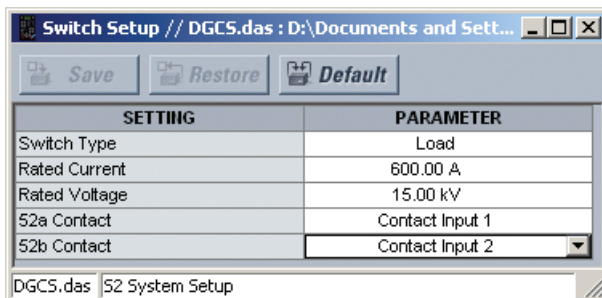 Switch Setup // DGCS.das : D:\Documents and Sett...
Save Restore Default
SETTING PARAMETER
Switch Type Load
Rated Current 600.00 A
Rated Voltage 15.00 kV
52a Contact Contact Input 1
52b Contact Contact Input 2
DGCS.das S2 System Setup